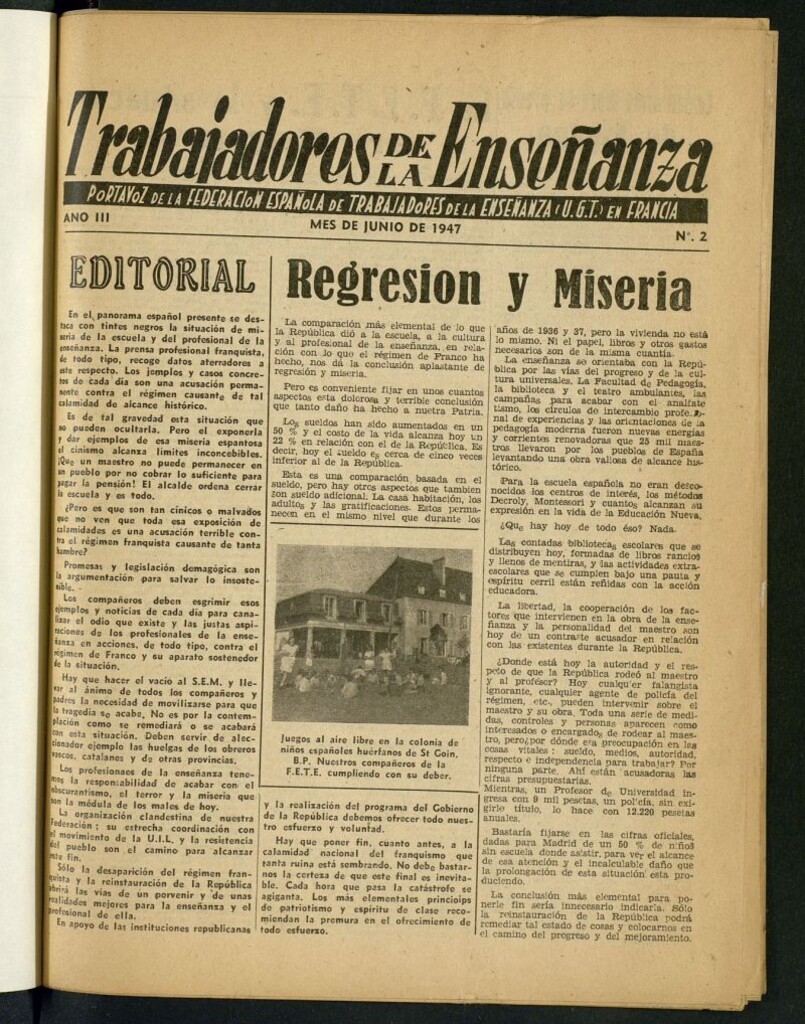 Trabajadores DE LA Enseñanza
PORTAVOZ DE LA FEDERACION ESPAÑOLA DE TRABAJADORES DE LA ENSEÑANZA (U.G.T.) EN FRANCIA
ANO III
MES DE JUNIO DE 1947
N°. 2
EDITORIAL
En el panorama español presente se des-
taca con tintes negros la situación de mi-
seria de la escuela y del profesional de la
enseñanza. La prensa profesional franquista,
de todo tipo, recoge datos aterradores a
este respecto. Los jemplos y casos concre-
tos de cada día son una acusación perma-
nente contra el régimen causante de tal
calamidad de alcance histórico.
Es de tal gravedad esta situación que
no pueden ocultarla. Pero el exponerla
y dar ejemplos de esa miseria espantosa
el cinismo alcanza límites inconcebibles.
¡Que un maestro no puede permanecer en
un pueblo por no cobrar lo suficiente para
pagar la pensión! El alcalde ordena cerrar
la escuela y es todo.
¿Pero es que son tan cínicos o malvados
que no ven que toda esa exposición de
calamidades es una acusación terrible con-
tra el régimen franquista causante de tanta
hambre?
Promesas y legislación demagógica son
la argumentación para salvar lo insoste-
nible.
Los compañeros deben esgrimir esos
ejemplos y noticias de cada día para cana-
lizar el odio que existe y las justas aspi-
raciones de los profesionales de la ense-
ñanza en acciones, de todo tipo, contra el
régimen de Franco y su aparato sostenedor
de la situación.
Hay que hacer el vacio al S.E.M. y lle-
var al ánimo de todos los compañeros y
padres la necesidad de movilizarse para que
la tragedia se acabe. No es por la contem-
plación como se remediará o se acabará
con esta situación. Deben servir de alec-
cionador ejemplo las huelgas de los obreros
vascos, catalanes y de otras provincias.
Los profesionaes de la enseñanza tene-
mos la responsabilidad de acabar con el
obscurantismo, el terror y la miseria que
son la médula de los males de hoy.
La organización clandestina de nuestra
Federación; su estrecha coordinación con
el movimiento de la U.I.L. y la resistencia
del pueblo son el camino para alcanzar
este fin.
Sólo la desaparición del régimen fran-
quista y la reinstauración de la República
abrirá las vías de un porvenir y de unas
realidades mejores para la enseñanza y el
profesional de ella.
En apoyo de las instituciones republicanas
y la realización del programa del Gobierno
de la República debemos ofrecer todo nues-
tro esfuerzo y voluntad.
Hay que poner fin, cuanto antes, a la
calamidad nacional del franquismo que
tanta ruina está sembrando. No debe bastar-
nos la certeza de que este final es inevita-
ble. Cada hora que pasa la catástrofe se
agiganta. Los más elementales princioips
de patriotismo y espíritu de clase reco-
miendan la premura en el ofrecimiento de
todo esfuerzo.
Regresion y Miseria
La comparación más elemental de lo que
la República dió a la escuela, a la cultura
y al profesional de la enseñanza, en rela-
ción con lo que el régimen de Franco ha
hecho, nos dá la conclusión aplastante de
regresión y miseria.
Pero es conveniente fijar en unos cuantos
aspectos esta dolorosa y terrible conclusión
que tanto daño ha hecho a nuetra Patria.
Los sueldos han sido aumentados en un
50 % y el costo de la vida alcanza hoy un
22 % en relación con el de la República. Es
decir, hoy el sueldo es cerca de cinco veces
inferior al de la República.
Esta es una comparación basada en el
sueldo, pero hay otros aspectos que tambien
son sueldo adicional. La casa habitación, los
adultos y las gratificaciones. Estos perma-
necen en el mismo nivel que durante los
Juegos al aire libre en la colonia de
niños españoles huérfanos de St Goin,
B.P. Nuestros compañeros de la
F.E.T.E. cumpliendo con su deber.
años de 1936 y 37, pero la vivienda no está
lo mismo. Ni el papel, libros y otros gastos
necesarios son de la misma cuantía.
La enseñanza se orientaba con la Repú-
blica por las vías del progreso y de la cul-
tura universales. La Facultad de Pedagogía,
la biblioteca y el teatro ambulantes, las
campañas para acabar con el analfabe-
tismo, los círculos de intercambio profesio-
nal de experiencias y las orientaciones de la
pedagogía moderna fueron nuevas energías
y corrientes renovadoras que 25 mil maes-
tros llevaron por los pueblos de España
levantando una obra valiosa de alcance his-
tórico.
Para la escuela española no eran desco-
nocidos los centros de interés, los métodos
Decroly, Montessori y cuantos alcanzan su
expresión en la vida de la Educación Nueva.
¿Qué hay hoy de todo éso? Nada.
Las contadas bibliotecas escolares que se
distribuyen hoy, formadas de libros rancios
y llenos de mentiras, y las actividades extra-
escolares que se cumplen bajo una pauta y
espíritu cerril están reñidas con la acción
educadora.
La libertad, la cooperación de los fac-
tores que intervienen en la obra de la ense-
ñanza y la personalidad del maestro son
hoy de un contraste acusador en relación
con las existentes durante la República.
¿Donde está hoy la autoridad y el res-
peto de que la República rodeó al maestro
y al profesor? Hoy cualquier falangista
ignorante, cualquier agente de policía del
régimen, etc., pueden intervenir sobre el
maestro y su obra. Toda una serie de medi-
das, controles y personas aparecen como
interesados o encargados de rodear al maes-
tro, pero ¿por dónde esa preocupación en las
cosas vitales: sueldo, medios, autoridad,
respeto e independencia para trabajar? Por
ninguna parte. Ahí están acusadoras las
cifras presupuestarias.
Mientras, un Profesor de Universidad in-
gresa con 9 mil pesetas, un policía, sin exi-
girle título, lo hace con 12.220 pesetas
anuales.
Bastaría fijarse en las cifras oficiales,
dadas para Madrid de un 50 % de niños
sin escuela donde asistir, para ver el alcance
de esa atención y el incalculable daño que
la prolongación de esta situación esta pro-
duciendo.
La conclusión más elemental para po-
nerle fin sería innecesario indicarla. Sólo
la reinstauración de la República podrá
remediar tal estado de cosas y colocarnos en
el camino del progreso y del mejoramiento.